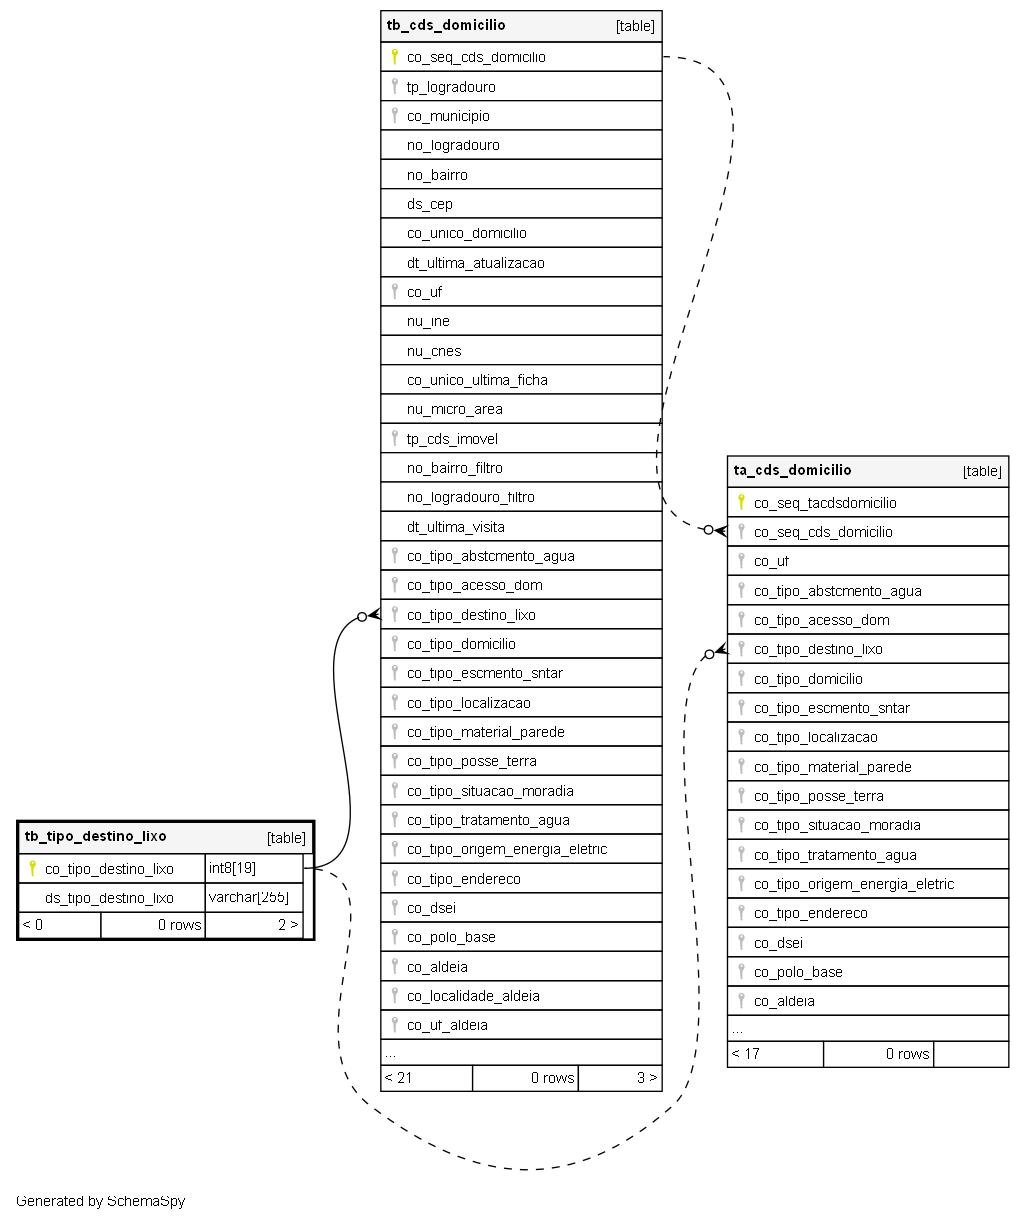 tb_cds_domicilio [table]
co_seq_cds_domicilio
tp_logradouro
co_municipio
no_logradouro
no_bairro
ds_cep
co_unico_domicilio
dt_ultima_atualizacao
co_uf
nu_ine
nu_cnes
co_unico_ultima_ficha
nu_micro_area
tp_cds_imovel
no_bairro_filtro
no_logradouro_filtro
dt_ultima_visita
co_tipo_abstcmento_agua
co_tipo_acesso_dom
co_tipo_destino_lixo
co_tipo_domicilio
co_tipo_escmento_sntar
co_tipo_localizacao
co_tipo_material_parede
co_tipo_posse_terra
co_tipo_situacao_moradia
co_tipo_tratamento_agua
co_tipo_origem_energia_eletric
co_tipo_endereco
co_dsei
co_polo_base
co_aldeia
co_localidade_aldeia
co_uf_aldeia
...
< 21 0 rows 3 >
ta_cds_domicilio [table]
co_seq_tacdsdomicilio
co_seq_cds_domicilio
co_uf
co_tipo_abstcmento_agua
co_tipo_acesso_dom
co_tipo_destino_lixo
co_tipo_domicilio
co_tipo_escmento_sntar
co_tipo_localizacao
co_tipo_material_parede
co_tipo_posse_terra
co_tipo_situacao_moradia
co_tipo_tratamento_agua
co_tipo_origem_energia_eletric
co_tipo_endereco
co_dsei
co_polo_base
co_aldeia
...
< 17 0 rows
tb_tipo_destino_lixo [table]
co_tipo_destino_lixo int8[19]
ds_tipo_destino_lixo varchar[255]
< 0 0 rows 2 >
Generated by SchemaSpy